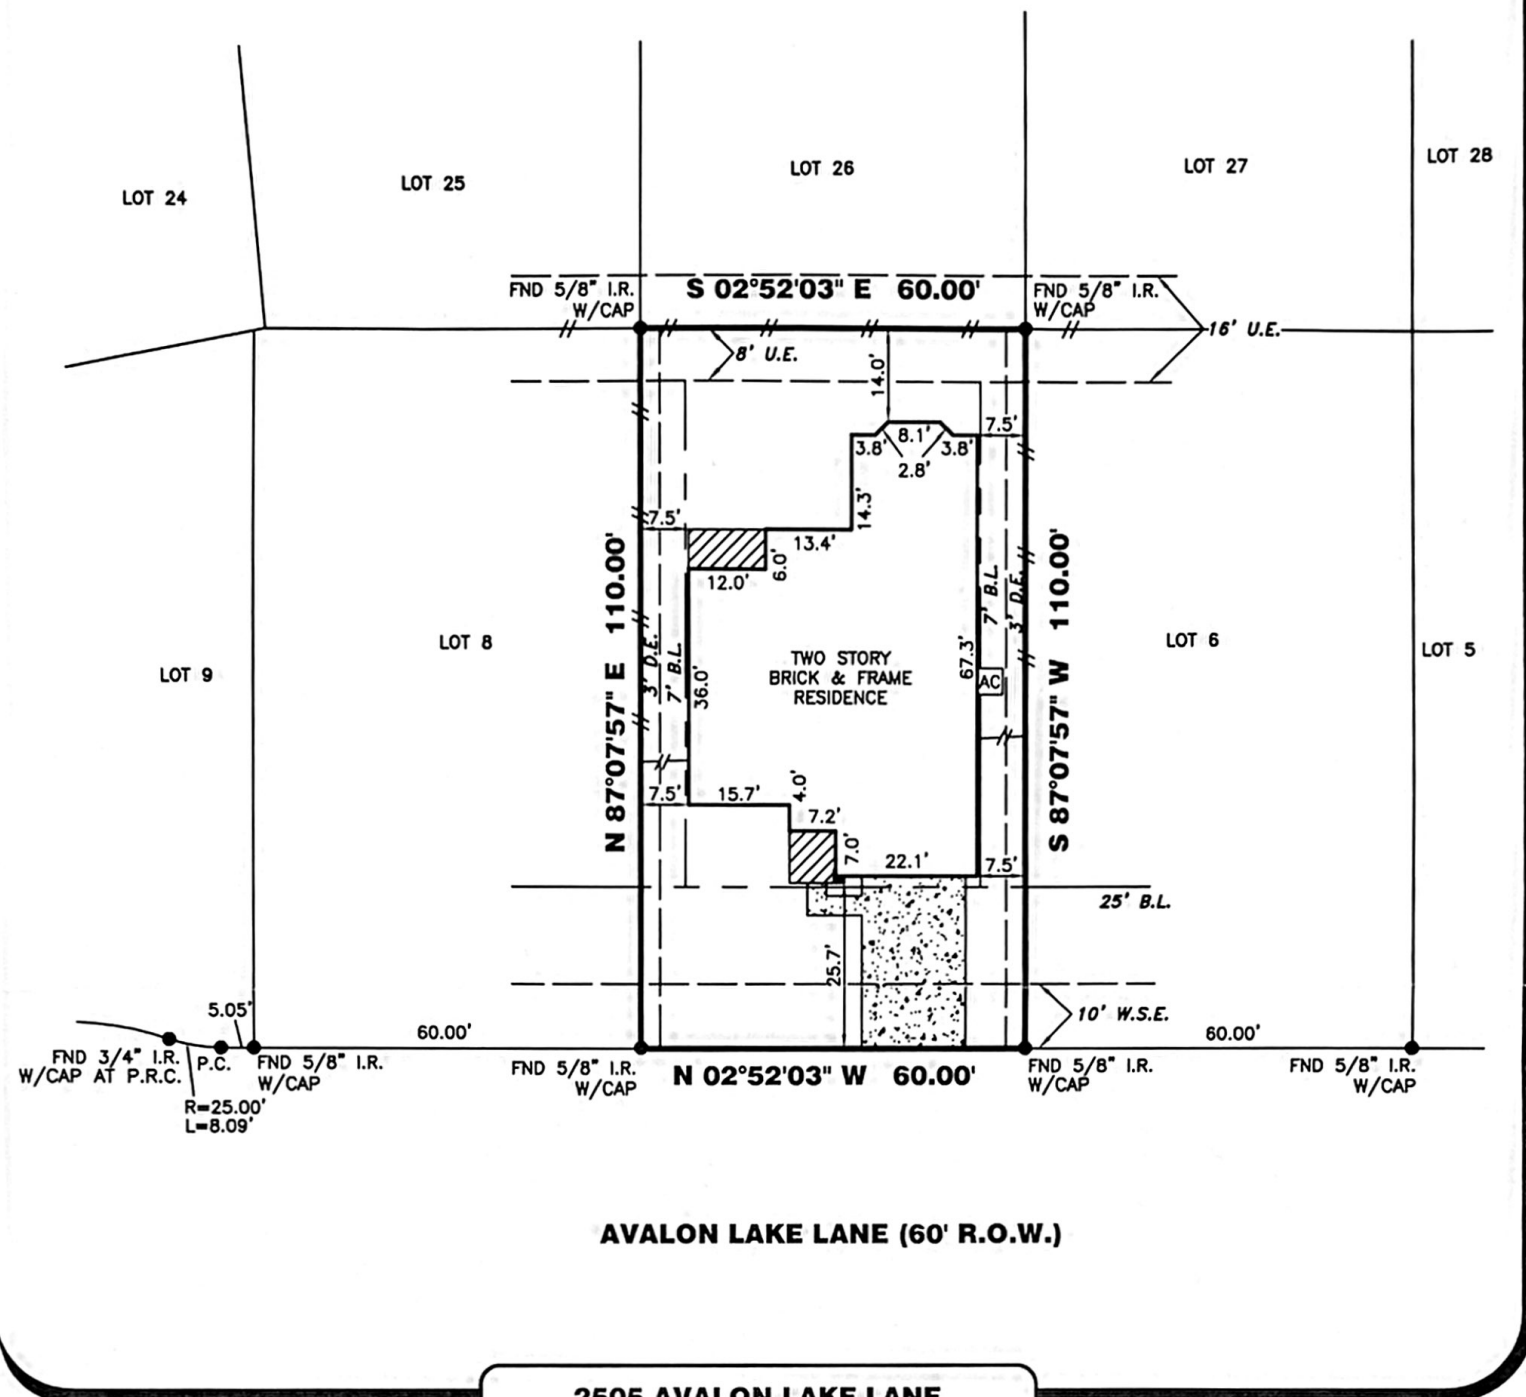 LOT 24
LOT 25
LOT 26
LOT 27
LOT 28
FND 5/8" I.R.
W/CAP
S 02°52'03" E 60.00'
FND 5/8" I.R.
W/CAP
16' U.E.
8' U.E.
14.0'
7.5'
8.1'
3.8'
3.8'
2.8'
14.3'
7.5'
13.4'
6.0'
12.0'
N 87°07'57" E 110.00'
3' D.E.
7' B.L.
36.0'
TWO STORY
BRICK & FRAME
RESIDENCE
67.3'
AC
7' B.L.
3' D.E.
S 87°07'57" W 110.00'
LOT 9
LOT 8
LOT 6
LOT 5
7.5'
15.7'
4.0'
7.2'
7.0'
22.1'
7.5'
25' B.L.
25.7'
10' W.S.E.
5.05'
60.00'
60.00'
FND 3/4" I.R.
W/CAP AT P.R.C.
P.C.
FND 5/8" I.R.
W/CAP
R=25.00'
L=8.09'
FND 5/8" I.R.
W/CAP
N 02°52'03" W 60.00'
FND 5/8" I.R.
W/CAP
FND 5/8" I.R.
W/CAP
AVALON LAKE LANE (60' R.O.W.)
2505 AVALON LAKE LANE